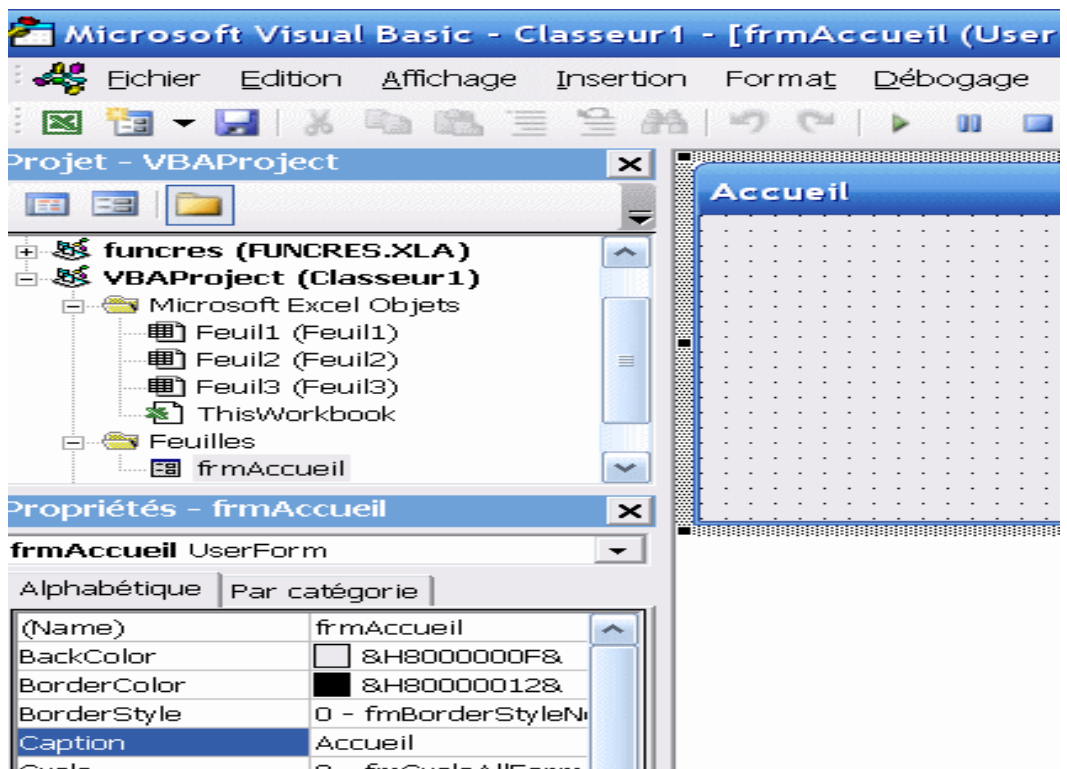 Microsoft Visual Basic - Classeur1 - [frmAccueil (User
Fichier Edition Affichage Insertion Format Débogage
Projet - VBAProject
Accueil
funcres (FUNCRES.XLA)
VBAProject (Classeur1)
Microsoft Excel Objets
Feuil1 (Feuil1)
Feuil2 (Feuil2)
Feuil3 (Feuil3)
ThisWorkbook
Feuilles
frmAccueil
Propriétés - frmAccueil
frmAccueil UserForm
Alphabétique Par catégorie
(Name) frmAccueil
BackColor &H8000000F&
BorderColor &H80000012&
BorderStyle 0 - fmBorderStyleN
Caption Accueil